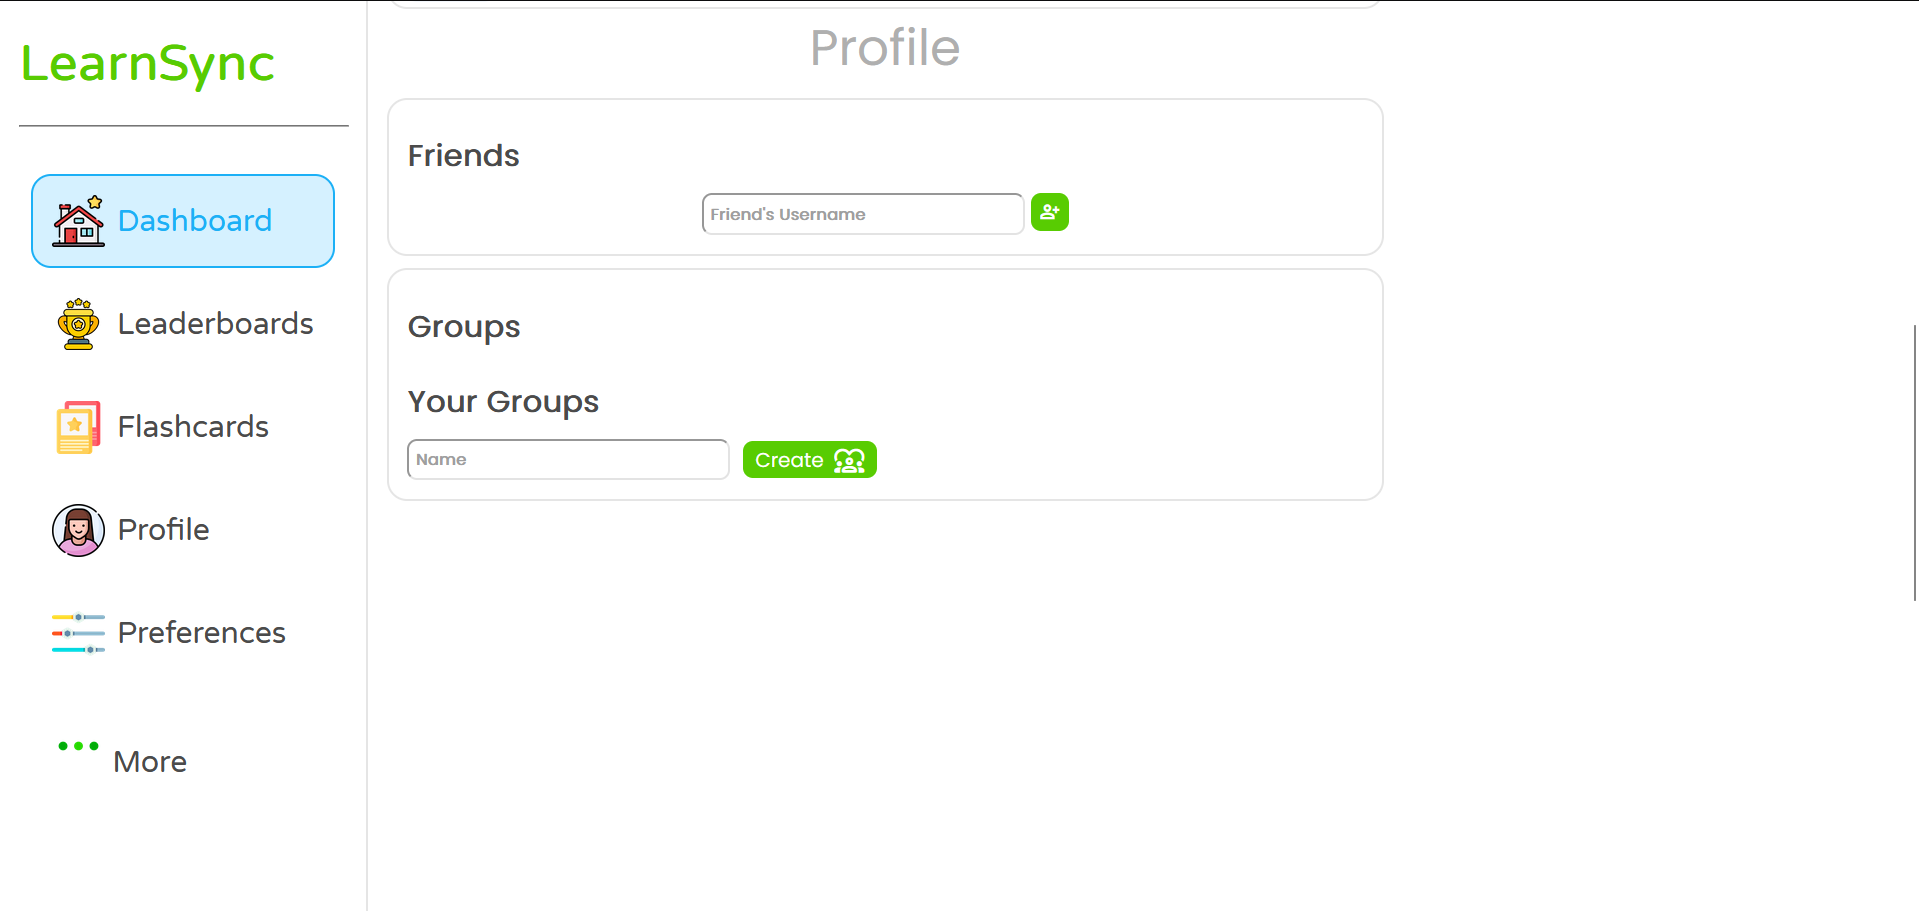 LearnSync
Dashboard
Leaderboards
Flashcards
Profile
Preferences
More
Profile
Friends
Friend's Username
Groups
Your Groups
Name
Create